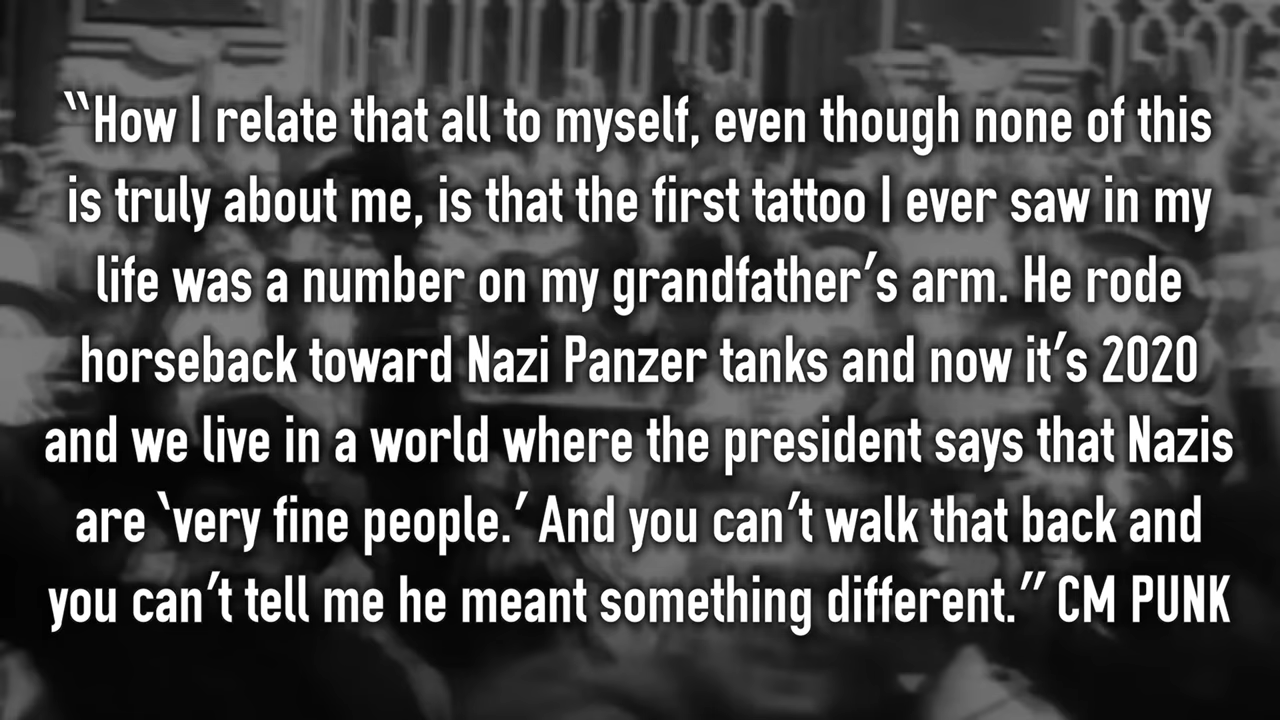 “How I relate that all to myself, even though none of this
is truly about me, is that the first tattoo I ever saw in my
life was a number on my grandfather’s arm. He rode
horseback toward Nazi Panzer tanks and now it’s 2020
and we live in a world where the president says that Nazis
are ‘very fine people.’ And you can’t walk that back and
you can’t tell me he meant something different.” CM PUNK